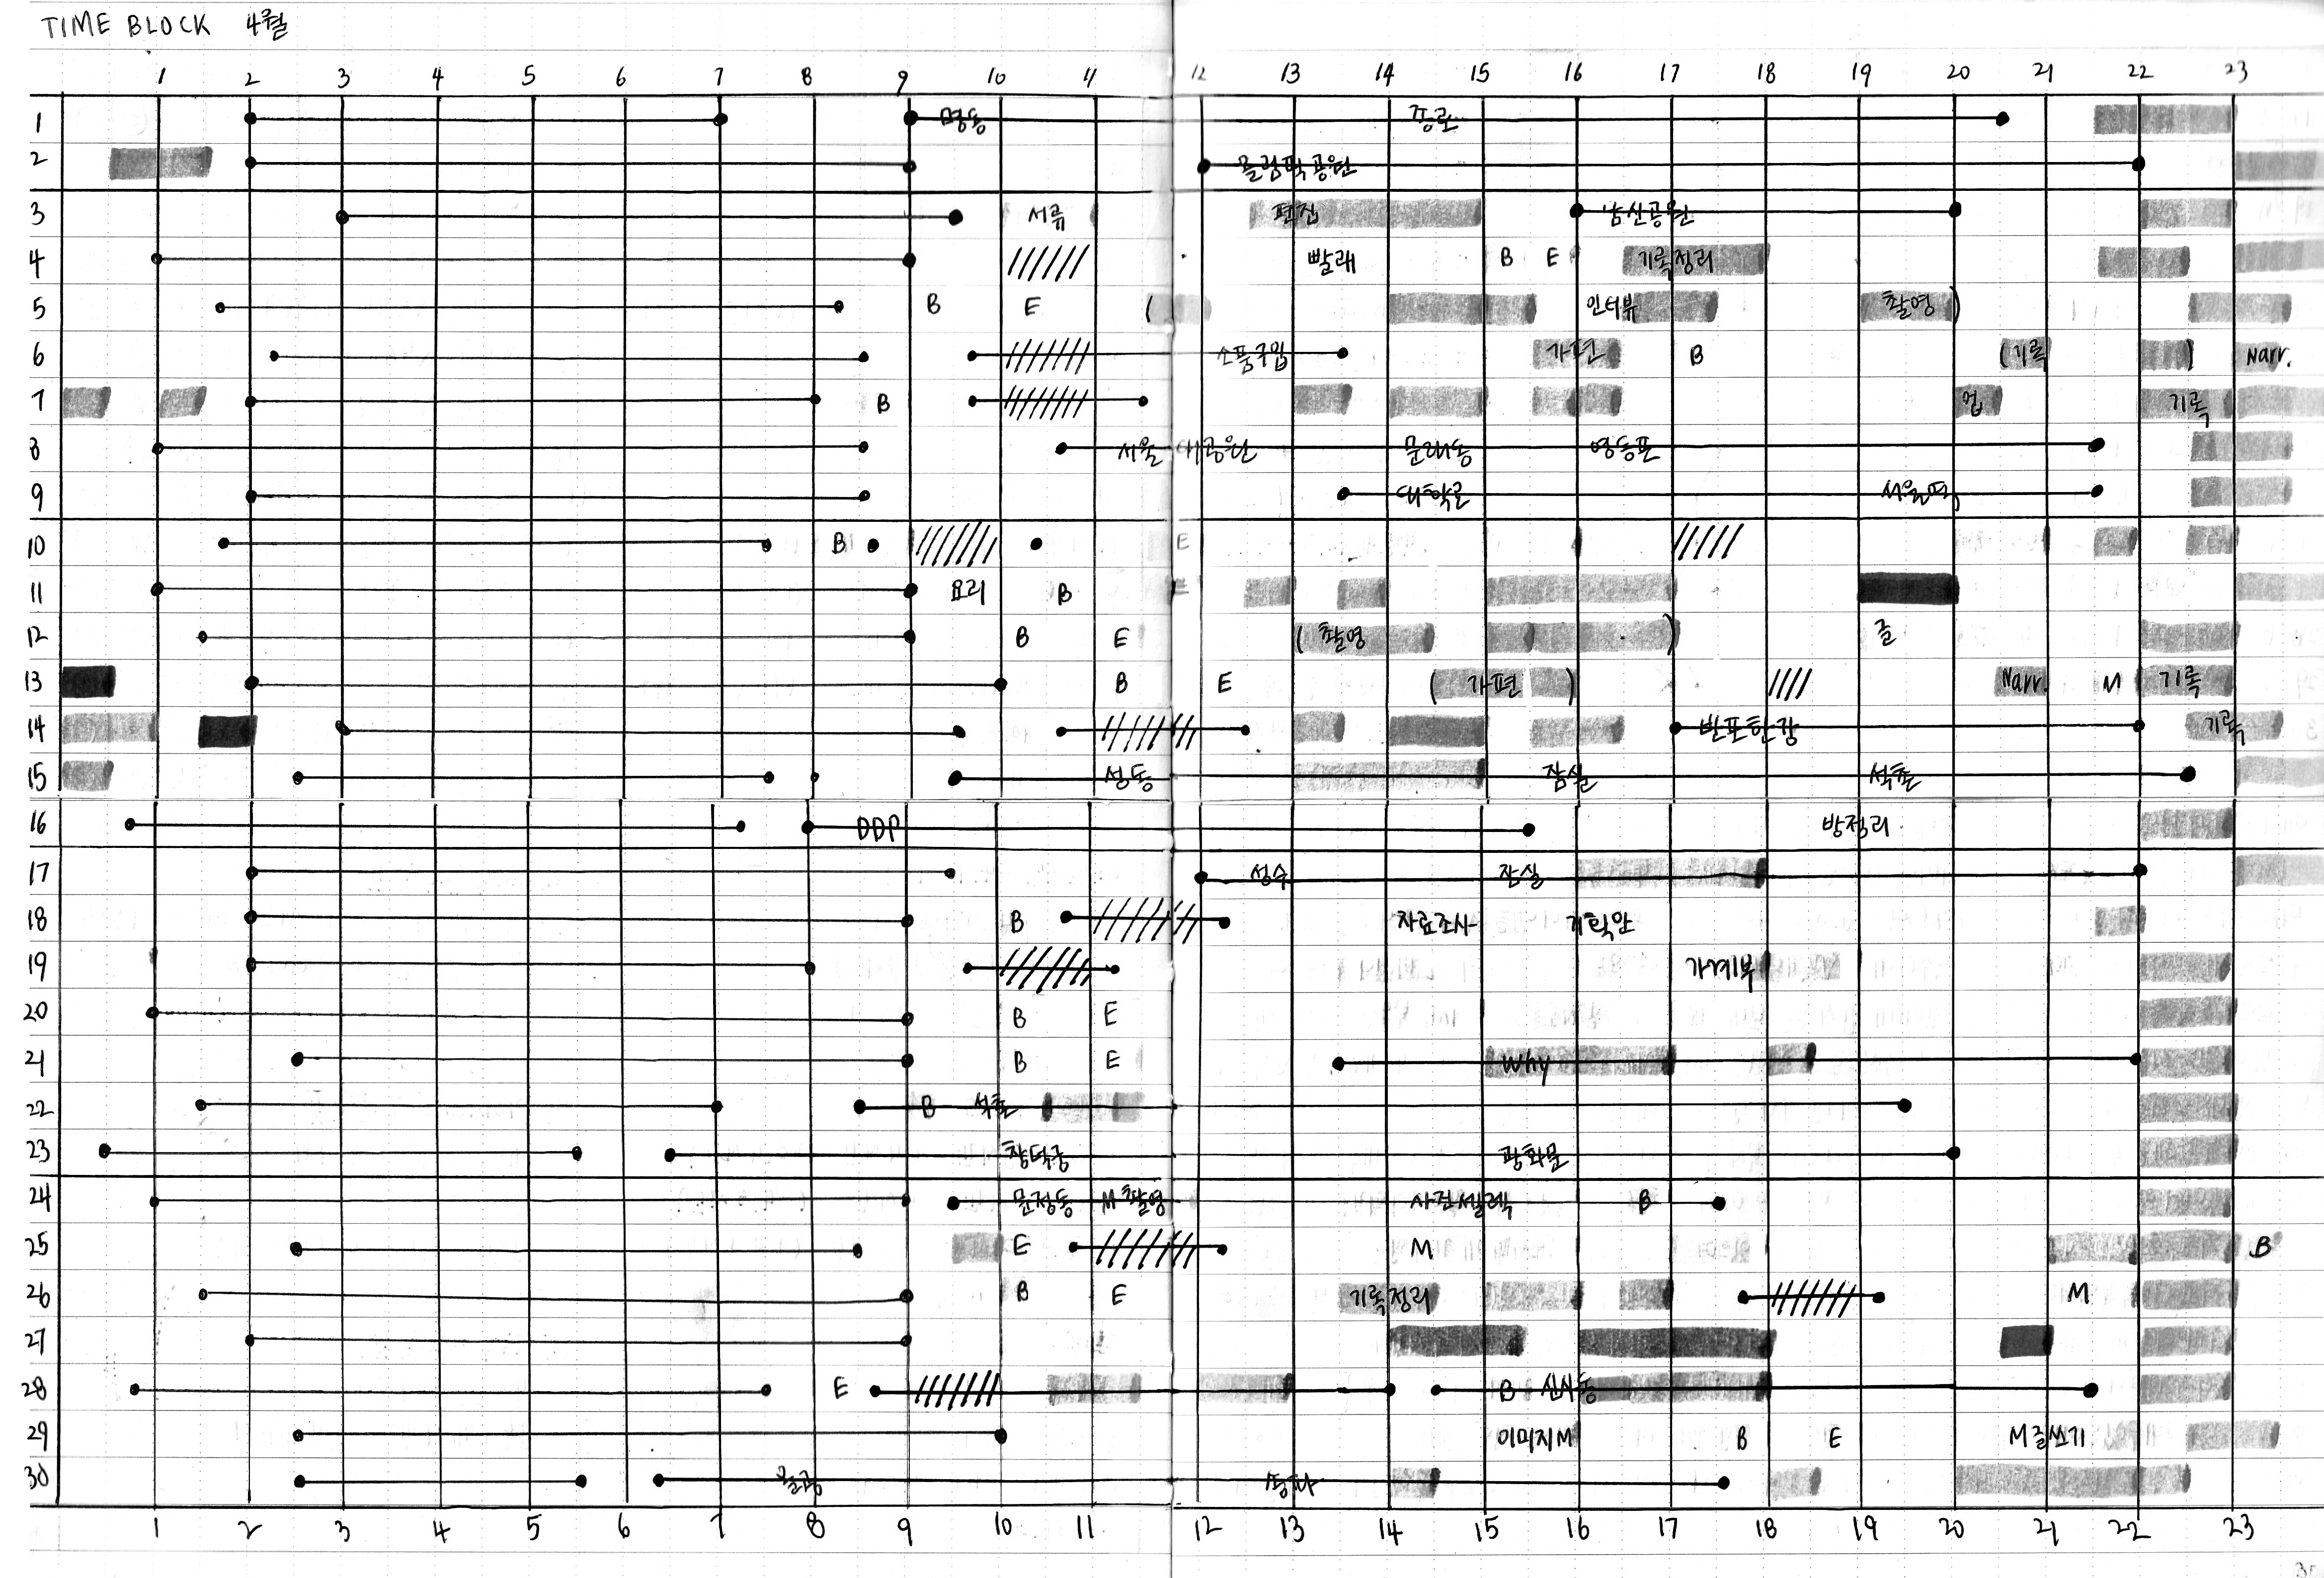 TIME BLOCK 4월
1 2 3 4 5 6 7 8 9 10 11 12 13 14 15 16 17 18 19 20 21 22 23
1 명동 종로
2 올림픽공원
3 서류 편집 남산공원
4 빨래 B E 기록정리
5 B E ( 인터뷰 촬영 )
6 소품구입 가편 B (기록 ) Narr.
7 B 업 기록
8 서울대공원 문래동 영등포
9 대학로 서울역
10 B E
11 요리 B E
12 B E ( 촬영 ) 줄
13 B E ( 가편 ) Narr. M 기록
14 반포한강 기록
15 성동 잠실 석촌
16 DDP 방정리
17 성수 잠실
18 B 자료조사 기획안
19 가계부
20 B E
21 B E Why
22 B 석촌
23 창덕궁 광화문
24 문정동 M촬영 사진셀렉 B
25 E M B
26 B E 기록정리 M
27
28 E B 신사동
29 이미지M B E M글쓰기
30 송파
1 2 3 4 5 6 7 8 9 10 11 12 13 14 15 16 17 18 19 20 21 22 23